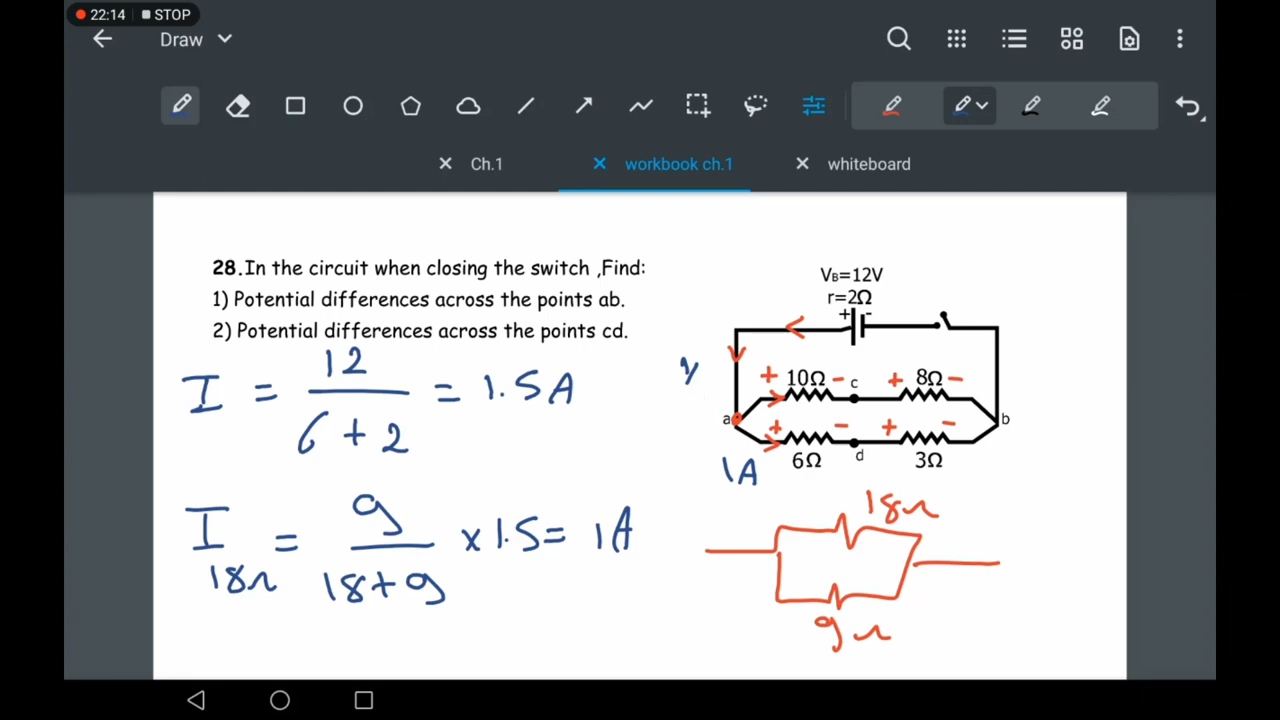 22:14 STOP
Draw
Ch.1 workbook ch.1 whiteboard
28.In the circuit when closing the switch ,Find:
1) Potential differences across the points ab.
2) Potential differences across the points cd.
VB=12V
r=2Ω
+ -
+ 10Ω - c + 8Ω -
a + - + - b
6Ω d 3Ω
1A
I = 12 / 6 + 2 = 1.5A
I 18Ω = 9 / 18+9 x 1.5 = 1A
18Ω
9Ω